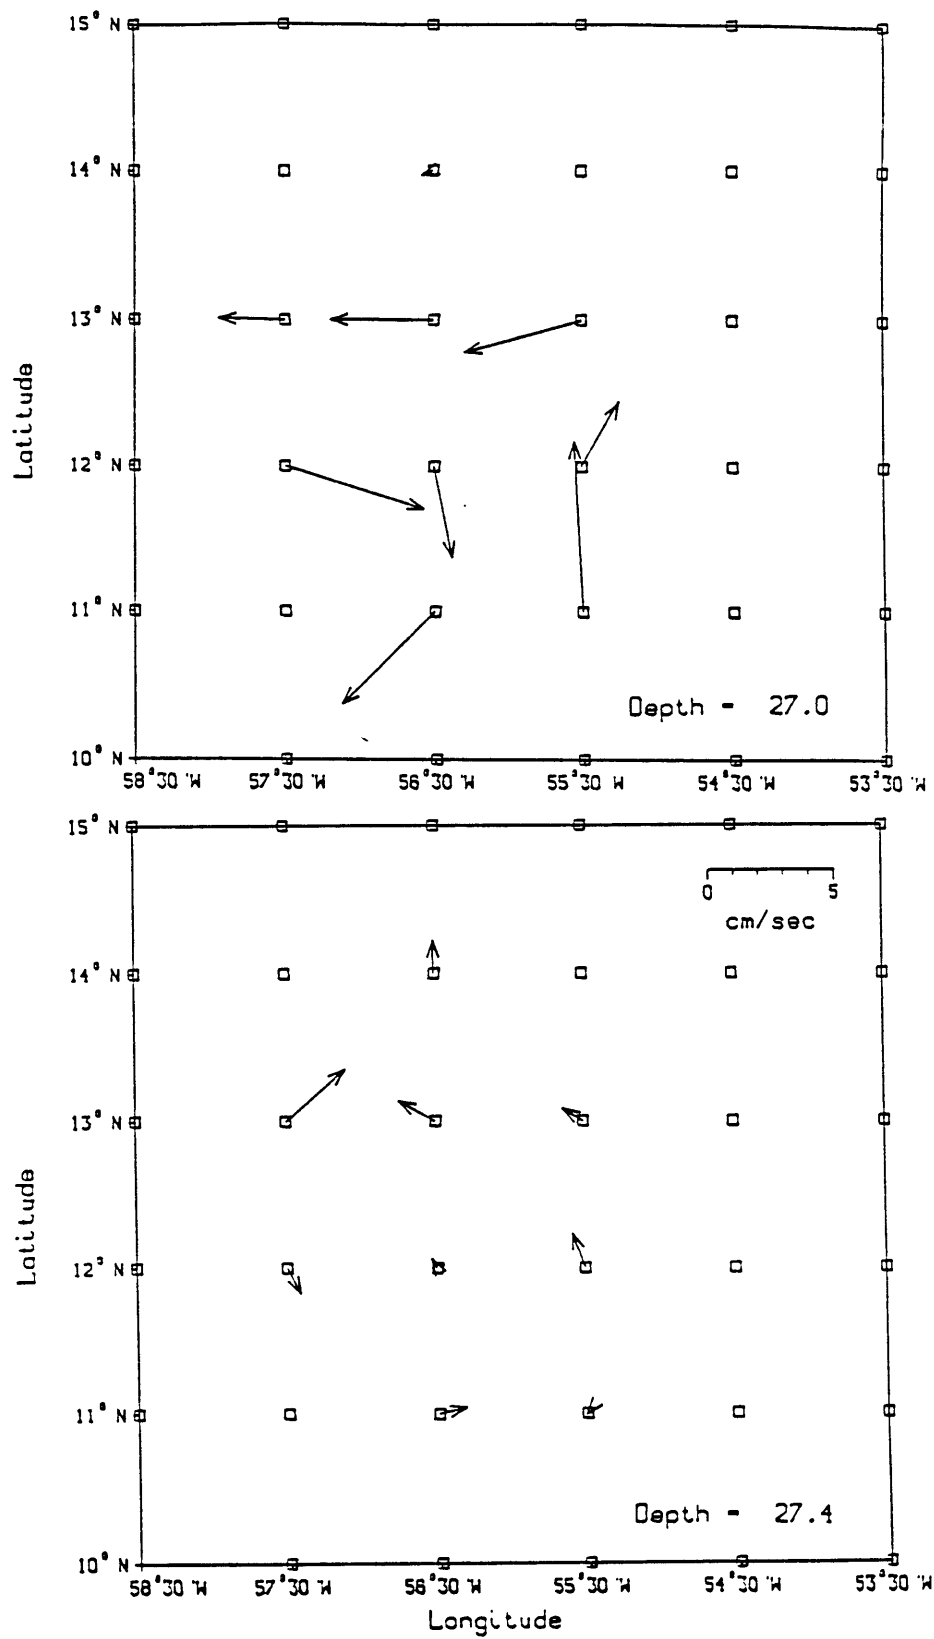 15° N
14° N
13° N
Latitude
12° N
11° N
Depth = 27.0
10° N
58°30 'W 57°30 'W 56°30 'W 55°30 'W 54°30 'W 53°30 'W
15° N
0 5
cm/sec
14° N
13° N
Latitude
12° N
11° N
Depth = 27.4
10° N
58°30 'W 57°30 'W 56°30 'W 55°30 'W 54°30 'W 53°30 'W
Longitude